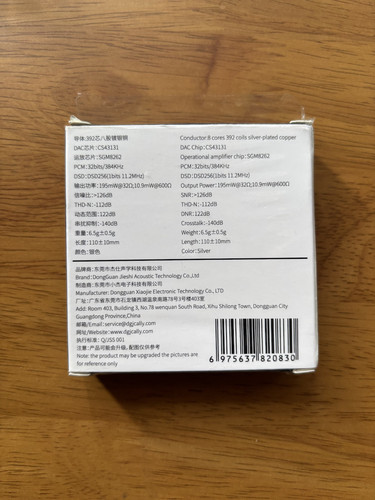 导体:392芯八股镀银铜
DAC芯片:CS43131
运放芯片:SGM8262
PCM:32bits/384KHz
DSD:DSD256(1bits 11.2MHz)
输出功率:195mW@32Ω,10.9mW@600Ω
信噪比:>126dB
THD-N:-112dB
动态范围:122dB
串扰抑制:-140dB
重量:6.5g±0.5g
长度:110±10mm
颜色:银色
Conductor:8 cores 392 coils silver-plated copper
DAC Chip:CS43131
Operational amplifier chip:SGM8262
PCM:32bits/384KHz
DSD:DSD256(1bits 11.2MHz)
Output Power:195mW@32Ω,10.9mW@600Ω
SNR:>126dB
THD-N:-112dB
DNR:122dB
Crosstalk:-140dB
Weight:6.5g±0.5g
Length:110±10mm
Color:Silver
品牌商:东莞市杰仕声学科技有限公司
Brand:DongGuan Jieshi Acoustic Technology Co.,Ltd
制造商:东莞市小杰电子科技有限公司
Manufacturer: Dongguan Xiaojie Electronic Technology Co., LTD
厂址:广东省东莞市石龙镇西湖温泉南路78号3号楼403室
Add: Room 403, Building 3, No.78 wenquan South Road, Xihu Shilong Town, Dongguan City
Guangdong Province,China
邮箱/Email:service@dgjcally.com
网址/Website:www.dgjcally.com
执行标准: Q/JSS 001
注意:产品可能会升级，配图仅供参考
Note: the product may be upgraded the pictures are
for reference only
6 975637 820830